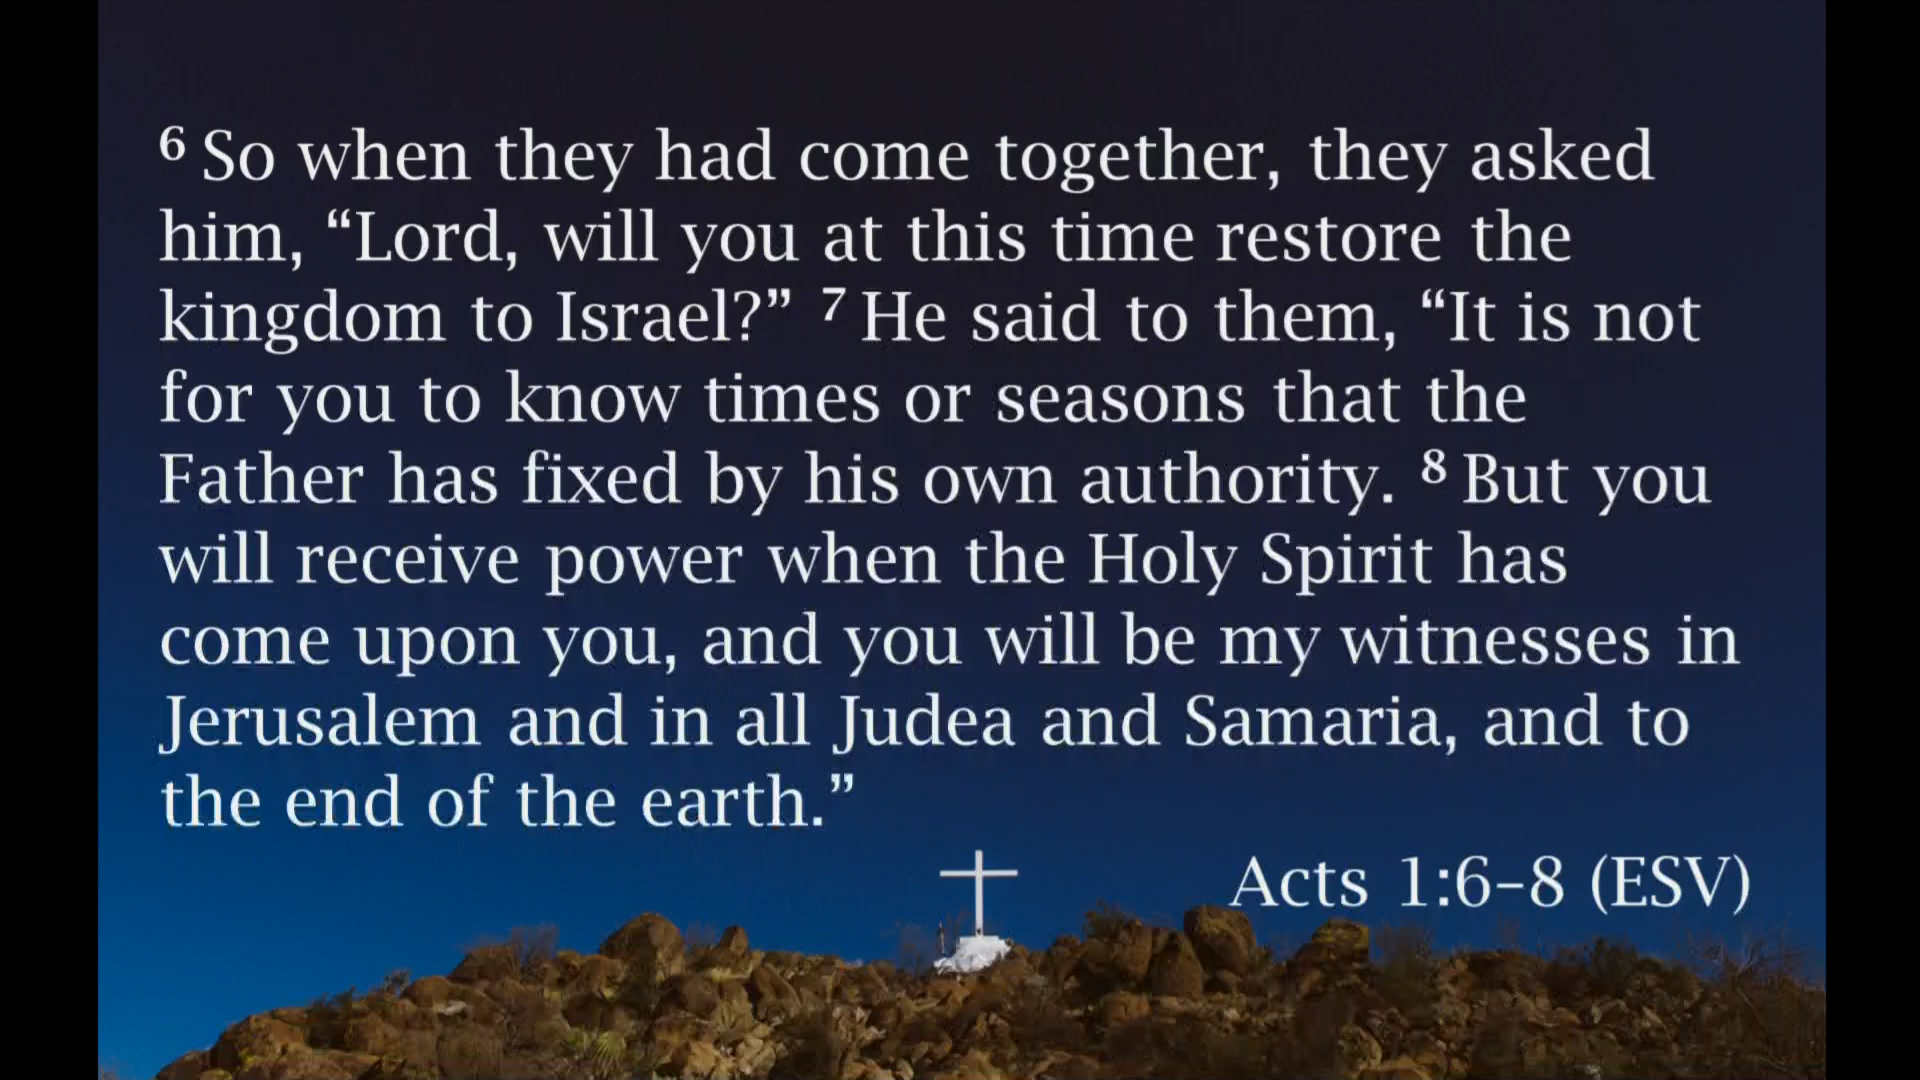 6 So when they had come together, they asked
him, “Lord, will you at this time restore the
kingdom to Israel?” 7 He said to them, “It is not
for you to know times or seasons that the
Father has fixed by his own authority. 8 But you
will receive power when the Holy Spirit has
come upon you, and you will be my witnesses in
Jerusalem and in all Judea and Samaria, and to
the end of the earth.”
Acts 1:6–8 (ESV)